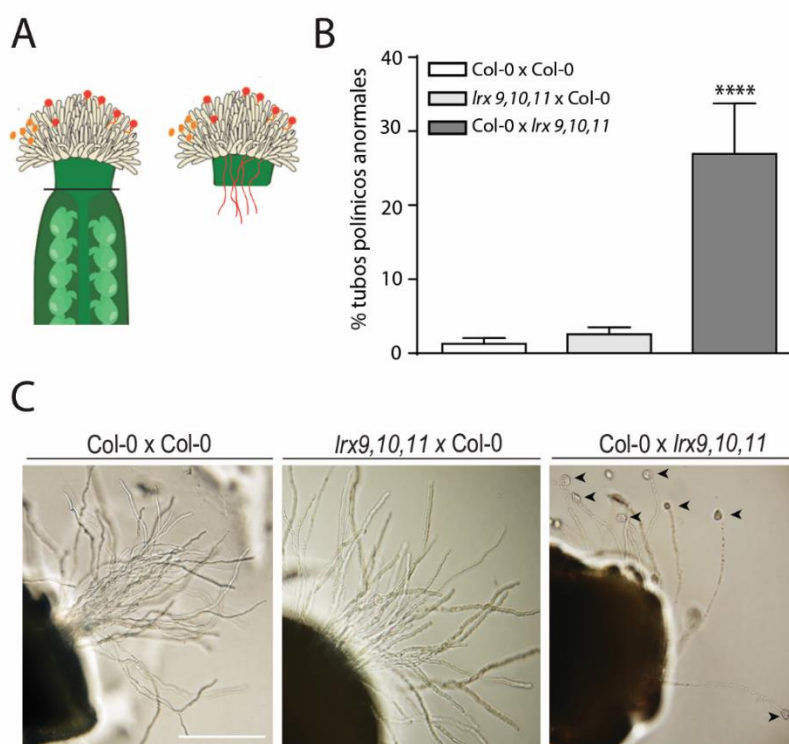 A
B
% tubos polínicos anormales
40
30
20
10
0
Col-0 x Col-0
lrx 9,10,11 x Col-0
Col-0 x lrx 9,10,11
****
C
Col-0 x Col-0
lrx9,10,11 x Col-0
Col-0 x lrx9,10,11